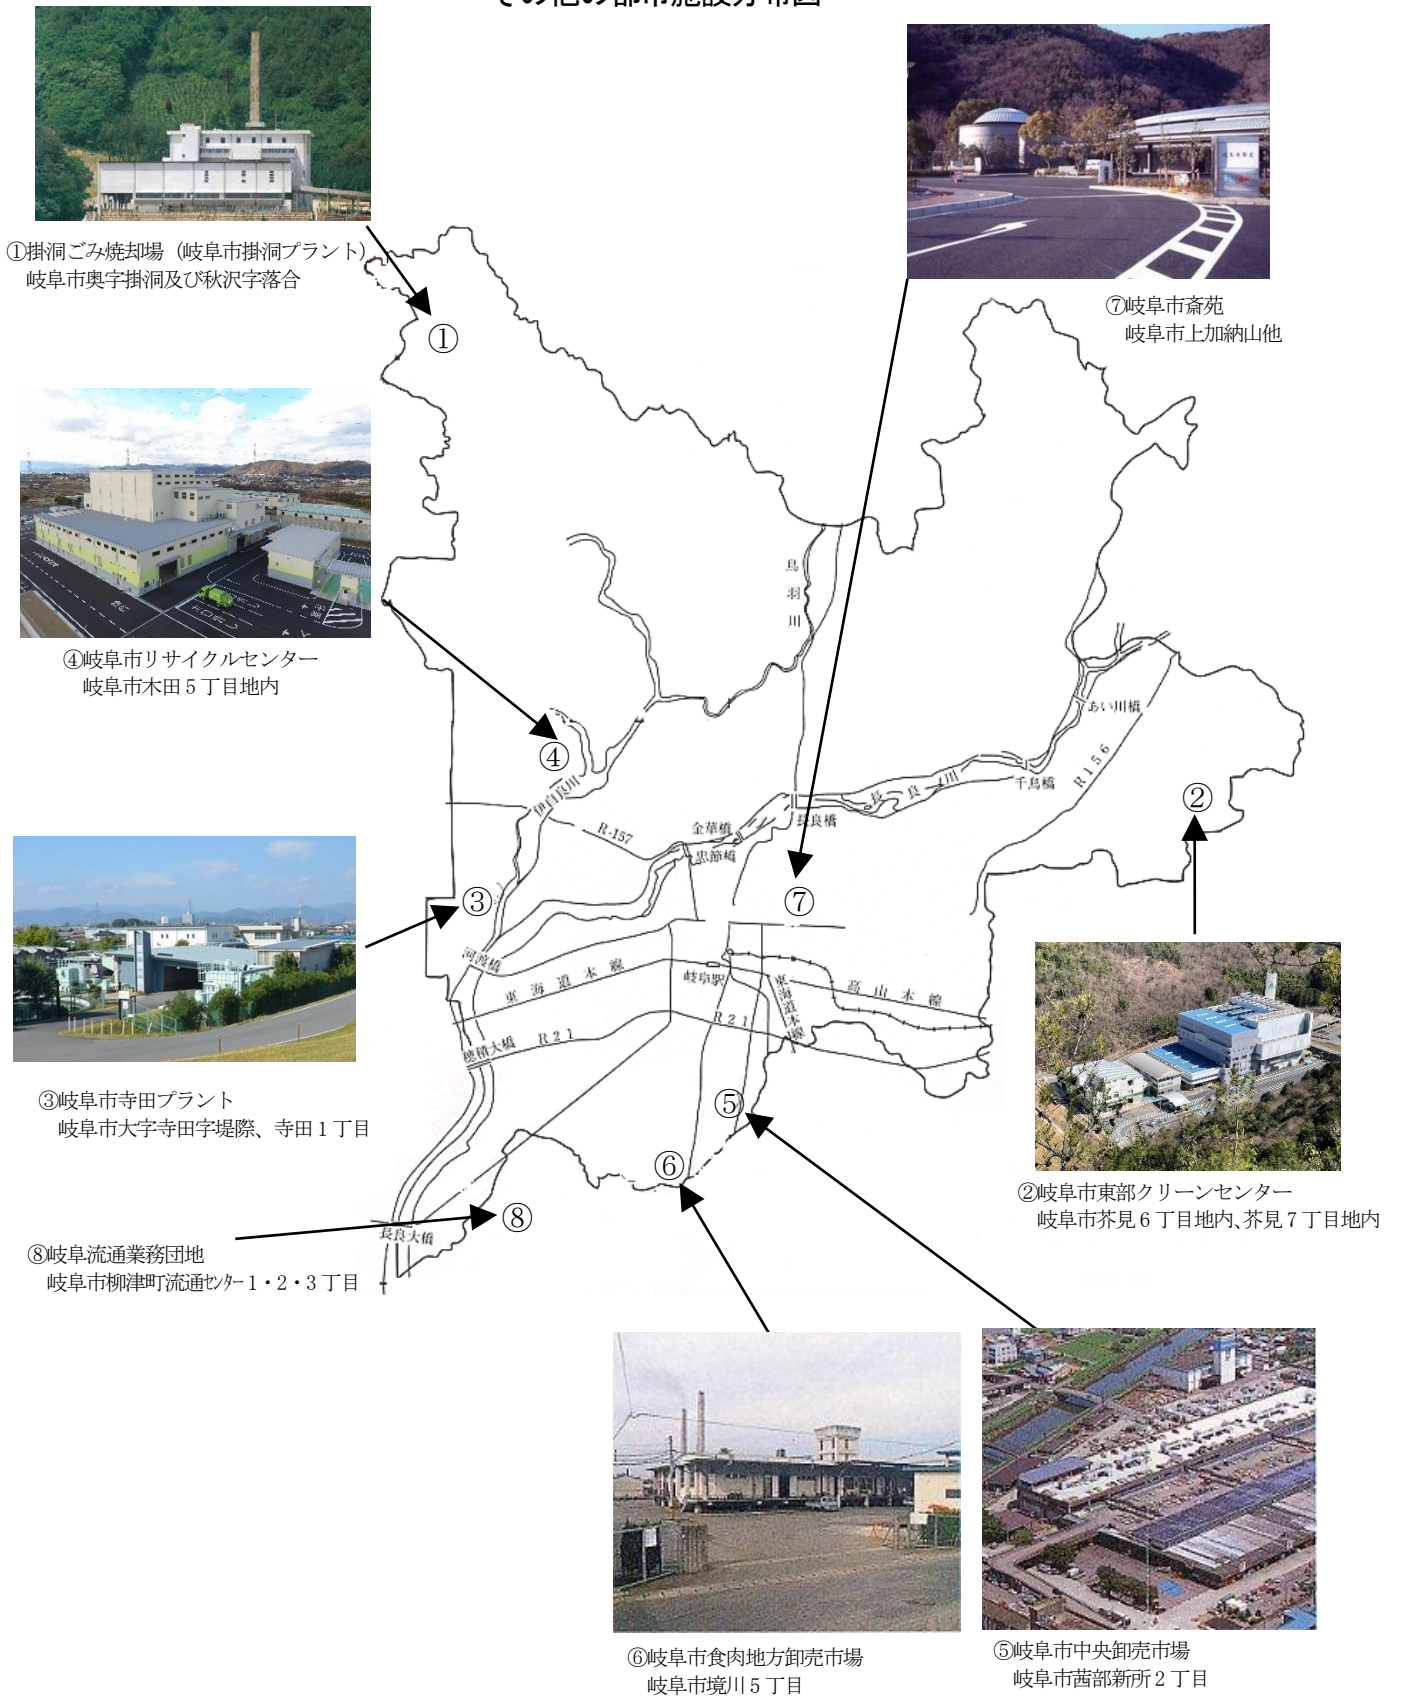 その他の都市施設分布図
①掛洞ごみ焼却場（岐阜市掛洞プラント）
岐阜市奥字掛洞及び秋沢字落合
①
⑦岐阜市斎苑
岐阜市上加納山他
鳥羽川
④岐阜市リサイクルセンター
岐阜市木田５丁目地内
④
伊自良川
あい川橋
R156
千鳥橋
長良川
②
長良橋
金華橋
R-157
忠節橋
③
⑦
河渡橋
東海道本線
岐阜駅
東海道本線
高山本線
穂積大橋
R21
R21
③岐阜市寺田プラント
岐阜市大字寺田字堤際、寺田１丁目
⑤
⑥
②岐阜市東部クリーンセンター
岐阜市芥見６丁目地内、芥見７丁目地内
⑧
長良大橋
⑧岐阜流通業務団地
岐阜市柳津町流通ｾﾝﾀｰ１・２・３丁目
⑥岐阜市食肉地方卸売市場
岐阜市境川５丁目
⑤岐阜市中央卸売市場
岐阜市茜部新所２丁目